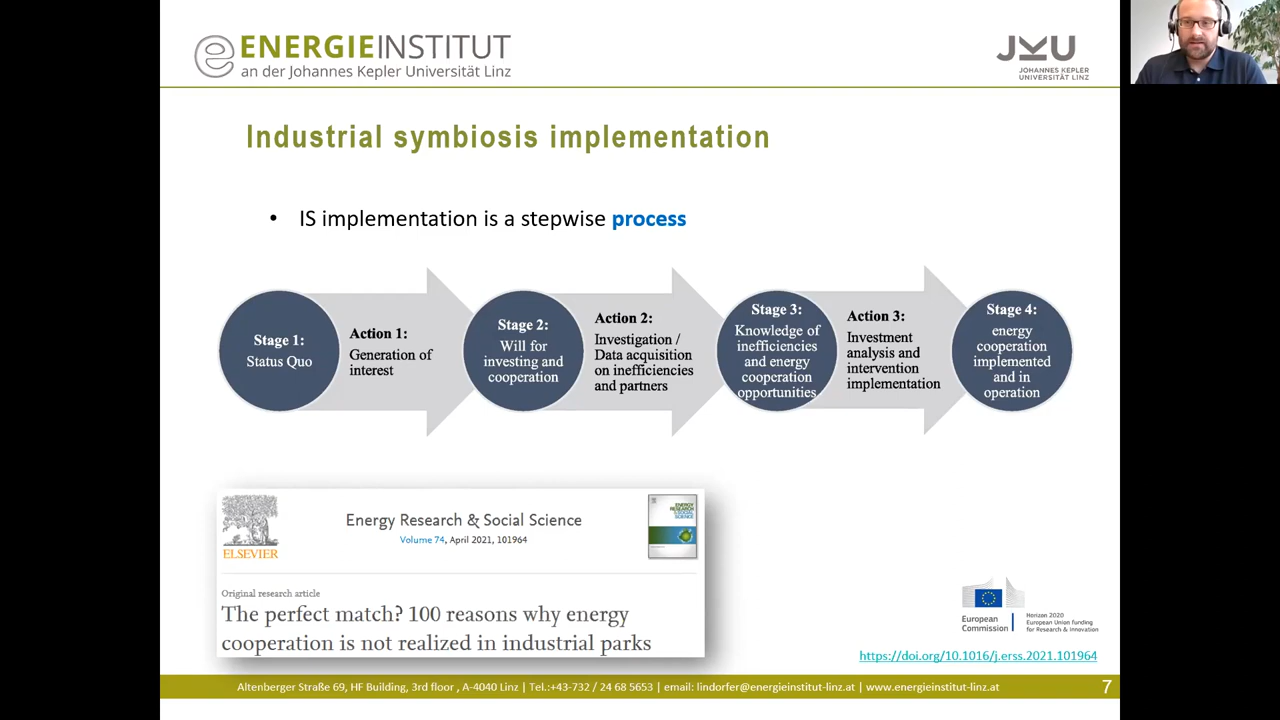 ENERGIEINSTITUT
an der Johannes Kepler Universität Linz
JKU
JOHANNES KEPLER
UNIVERSITÄT LINZ
Industrial symbiosis implementation
• IS implementation is a stepwise process
Stage 1:
Status Quo
Action 1:
Generation of
interest
Stage 2:
Will for
investing and
cooperation
Action 2:
Investigation /
Data acquisition
on inefficiencies
and partners
Stage 3:
Knowledge of
inefficiencies
and energy
cooperation
opportunities
Action 3:
Investment
analysis and
intervention
implementation
Stage 4:
energy
cooperation
implemented
and in
operation
ELSEVIER
Energy Research & Social Science
Volume 74, April 2021, 101964
ENERGY
RESEARCH
& SOCIAL
SCIENCE
Original research article
The perfect match? 100 reasons why energy
cooperation is not realized in industrial parks
European
Commission
Horizon 2020
European Union funding
for Research & Innovation
https://doi.org/10.1016/j.erss.2021.101964
Altenberger Straße 69, HF Building, 3rd floor , A-4040 Linz | Tel.:+43-732 / 24 68 5653 | email: lindorfer@energieinstitut-linz.at | www.energieinstitut-linz.at
7